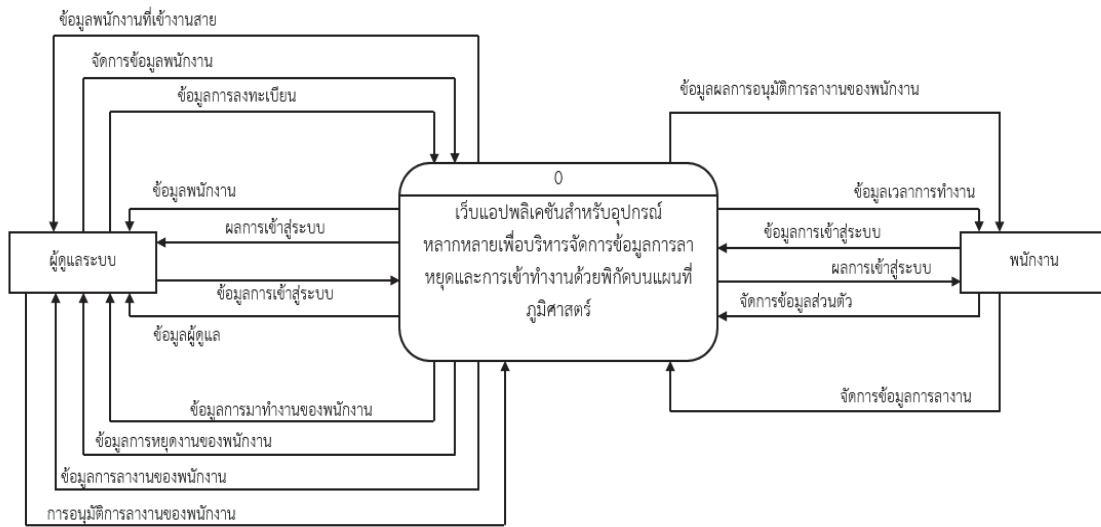 ข้อมูลพนักงานที่เข้างานสาย
จัดการข้อมูลพนักงาน
ข้อมูลการลงทะเบียน
ข้อมูลผลการอนุมัติการลางานของพนักงาน
0
เว็บแอปพลิเคชันสำหรับอุปกรณ์
หลากหลายเพื่อบริหารจัดการข้อมูลการลา
หยุดและการเข้าทำงานด้วยพิกัดบนแผนที่
ภูมิศาสตร์
ข้อมูลพนักงาน
ผลการเข้าสู่ระบบ
ผู้ดูแลระบบ
ข้อมูลการเข้าสู่ระบบ
ข้อมูลผู้ดูแล
ข้อมูลเวลาการทำงาน
ข้อมูลการเข้าสู่ระบบ
พนักงาน
ผลการเข้าสู่ระบบ
จัดการข้อมูลส่วนตัว
จัดการข้อมูลการลางาน
ข้อมูลการมาทำงานของพนักงาน
ข้อมูลการหยุดงานของพนักงาน
ข้อมูลการลางานของพนักงาน
การอนุมัติการลางานของพนักงาน